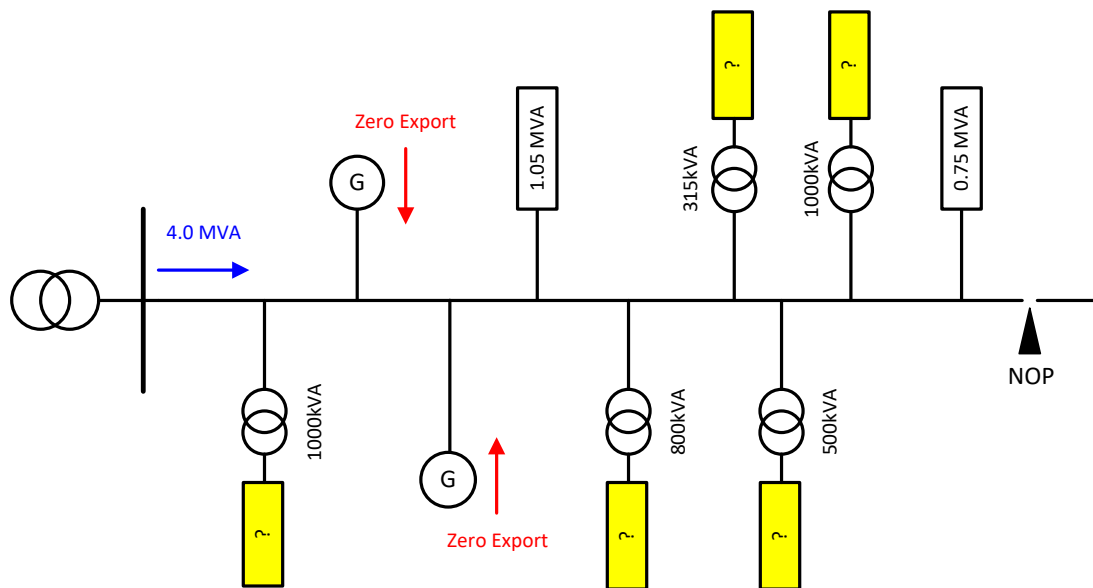 ?
?
Zero Export
1.05 MVA
315kVA
1000kVA
0.75 MVA
G
4.0 MVA
NOP
1000kVA
800kVA
500kVA
G
?
?
?
Zero Export